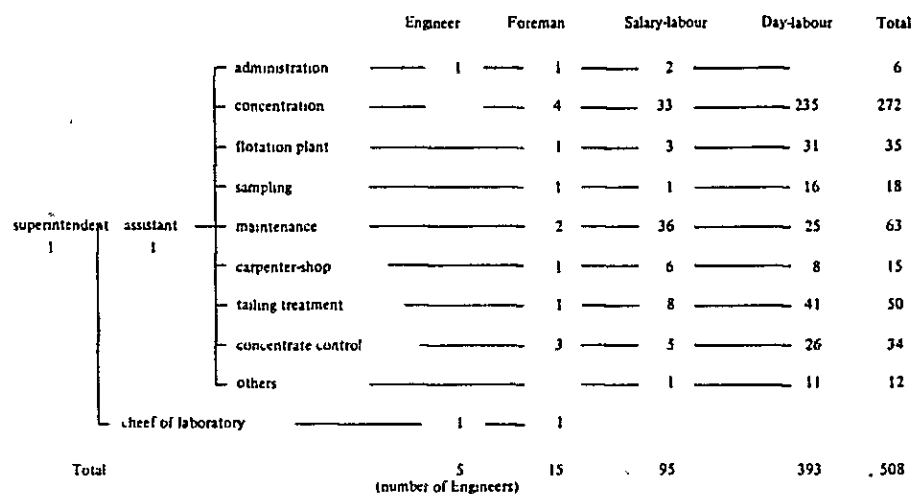 Engineer Foreman Salary-labour Day-labour Total
administration 1 1 2 6
concentration 4 33 235 272
flotation plant 1 3 31 35
sampling 1 1 16 18
superintendent assistant maintenance 2 36 25 63
1 1
carpenter-shop 1 6 8 15
tailing treatment 1 8 41 50
concentrate control 3 5 26 34
others 1 11 12
cheef of laboratory 1 1
Total 5 15 95 393 508
(number of Engineers)